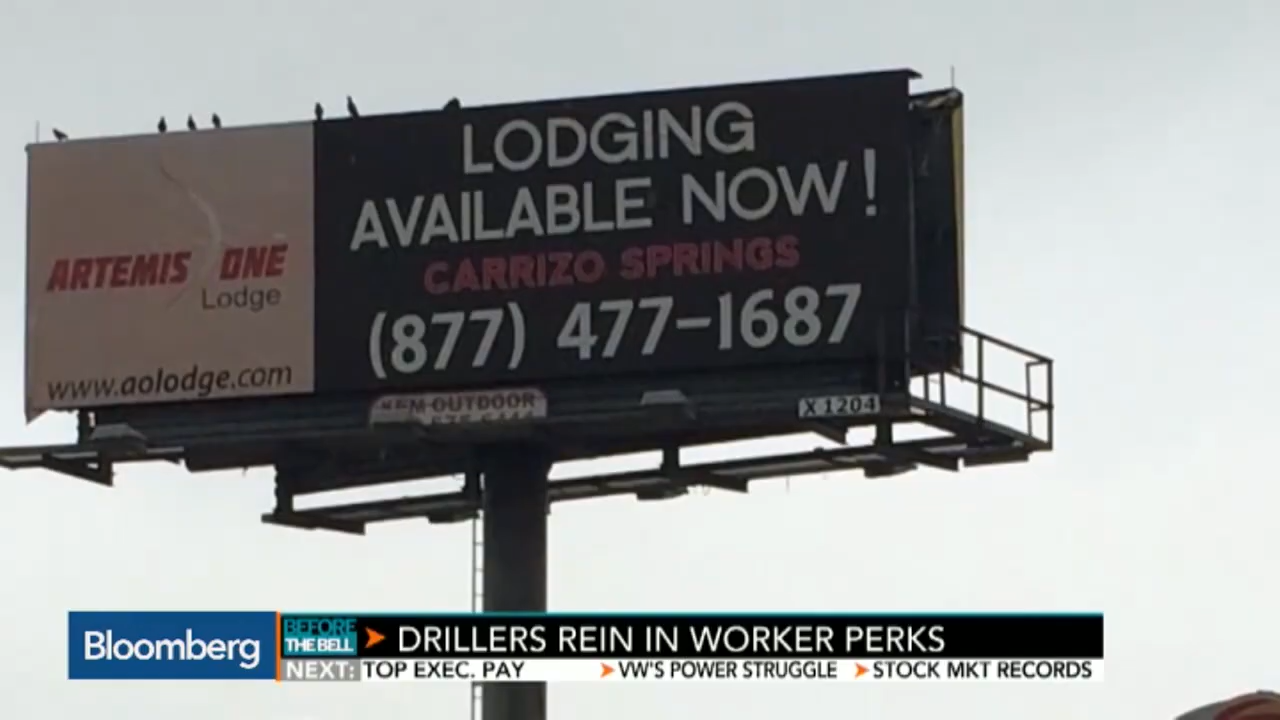 LODGING
AVAILABLE NOW!
CARRIZO SPRINGS
(877) 477-1687
ARTEMIS ONE
Lodge
www.aolodge.com
OUTDOOR
X 1204
Bloomberg
BEFORE
THE BELL
DRILLERS REIN IN WORKER PERKS
NEXT: TOP EXEC. PAY VW'S POWER STRUGGLE STOCK MKT RECORDS